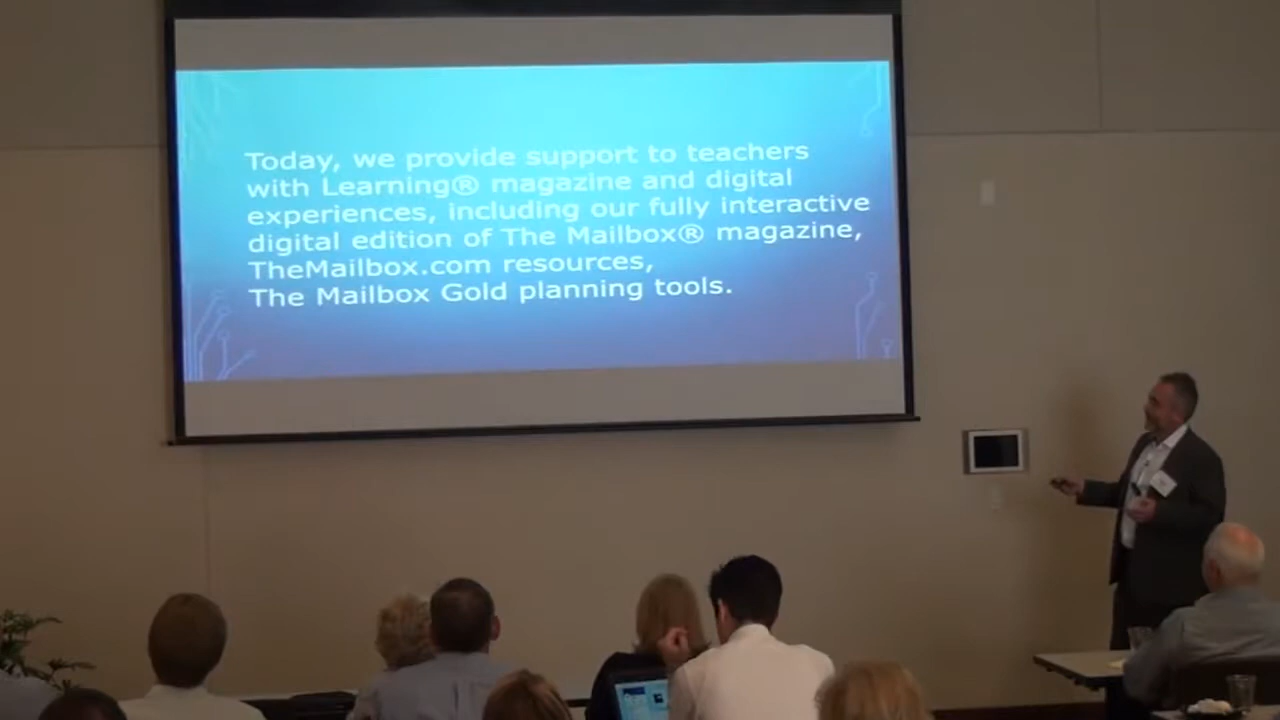 Today, we provide support to teachers
with Learning® magazine and digital
experiences, including our fully interactive
digital edition of The Mailbox® magazine,
TheMailbox.com resources,
The Mailbox Gold planning tools.